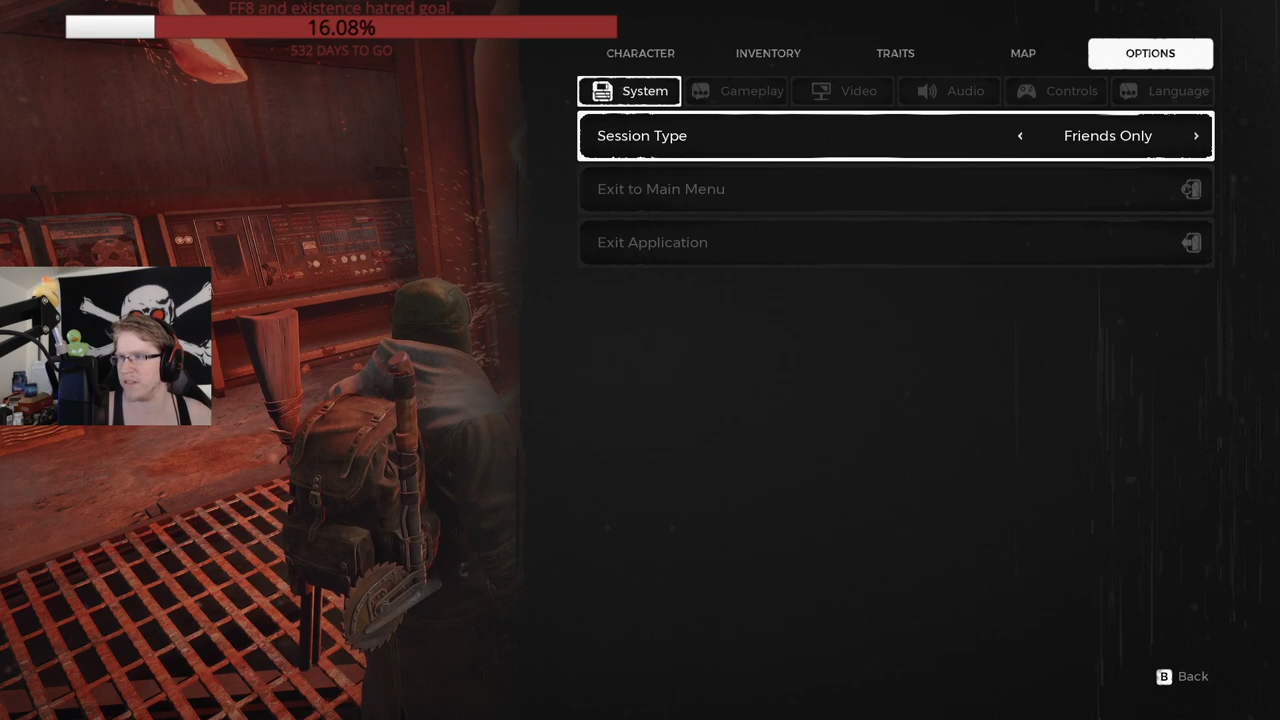 FF8 and existence hatred goal.
16.08%
532 DAYS TO GO
CHARACTER INVENTORY TRAITS MAP OPTIONS
System Gameplay Video Audio Controls Language
Session Type Friends Only
Exit to Main Menu
Exit Application
B Back